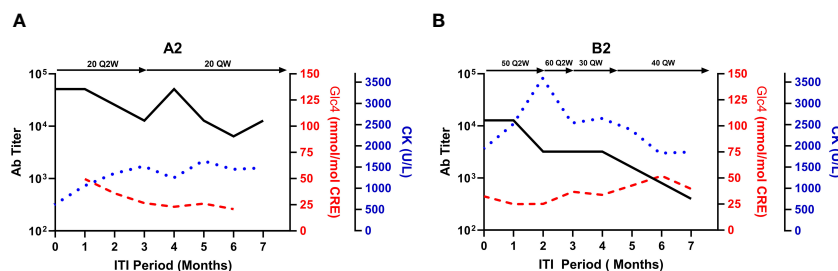 A
A2
20 Q2W
20 QW
10⁵
10⁴
10³
10²
Ab Titer
0 1 2 3 4 5 6 7
ITI Period (Months)
150
125
100
75
50
25
0
Glc4 (mmol/mol CRE)
3500
3000
2500
2000
1500
1000
500
0
CK (U/L)
B
B2
50 Q2W
60 Q2W
30 QW
40 QW
10⁵
10⁴
10³
10²
Ab Titer
0 1 2 3 4 5 6 7
ITI Period ( Months)
150
125
100
75
50
25
0
Glc4 (mmol/mol CRE)
3500
3000
2500
2000
1500
1000
500
0
CK (U/L)